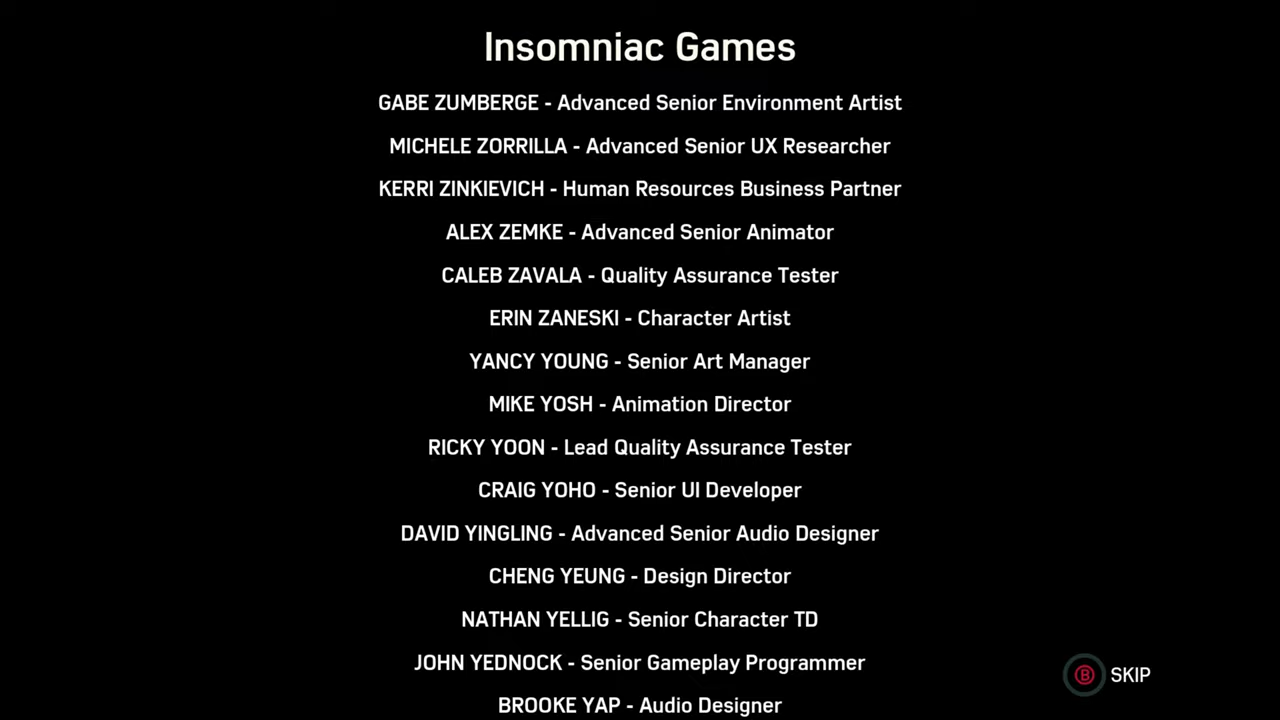 Insomniac Games
GABE ZUMBERGE - Advanced Senior Environment Artist
MICHELE ZORRILLA - Advanced Senior UX Researcher
KERRI ZINKIEVICH - Human Resources Business Partner
ALEX ZEMKE - Advanced Senior Animator
CALEB ZAVALA - Quality Assurance Tester
ERIN ZANESKI - Character Artist
YANCY YOUNG - Senior Art Manager
MIKE YOSH - Animation Director
RICKY YOON - Lead Quality Assurance Tester
CRAIG YOHO - Senior UI Developer
DAVID YINGLING - Advanced Senior Audio Designer
CHENG YEUNG - Design Director
NATHAN YELLIG - Senior Character TD
JOHN YEDNOCK - Senior Gameplay Programmer
B SKIP
BROOKE YAP - Audio Designer